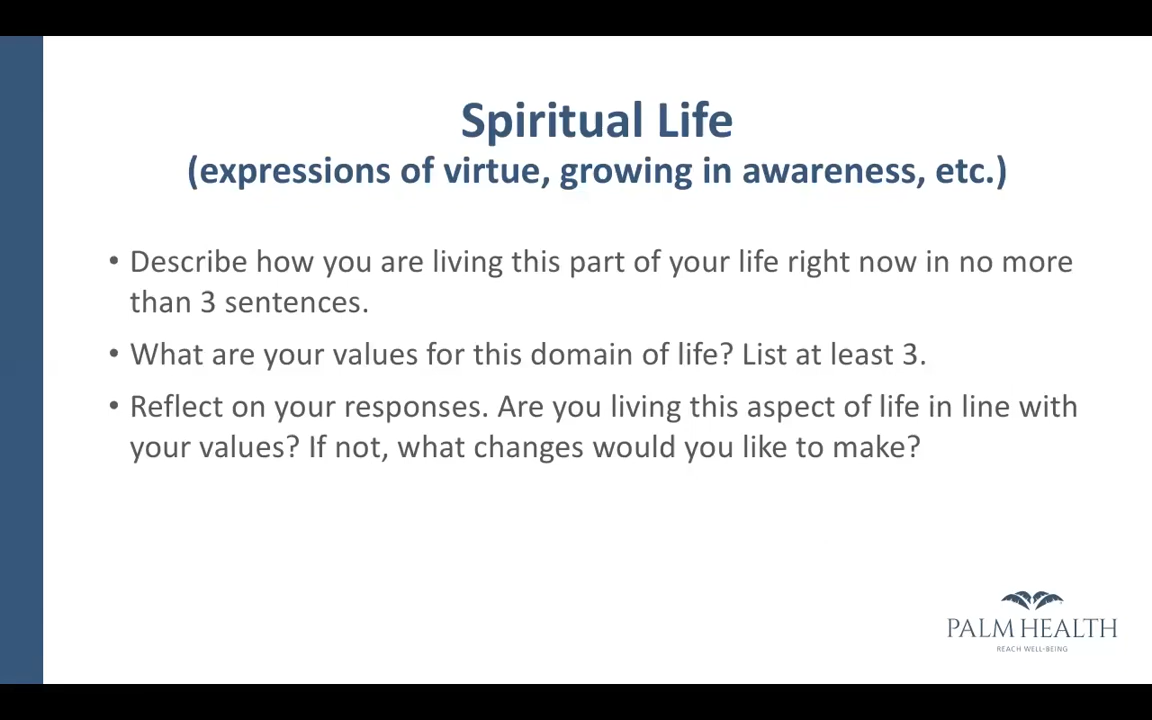 Spiritual Life
(expressions of virtue, growing in awareness, etc.)
• Describe how you are living this part of your life right now in no more
than 3 sentences.
• What are your values for this domain of life? List at least 3.
• Reflect on your responses. Are you living this aspect of life in line with
your values? If not, what changes would you like to make?
PALM HEALTH
REACH WELL-BEING